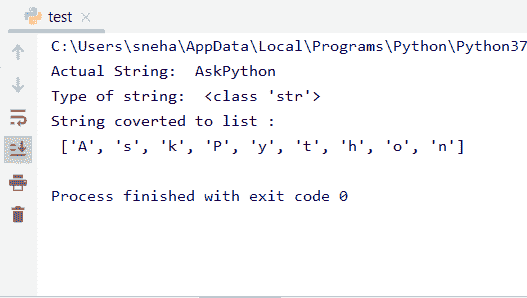 test
C:\Users\sneha\AppData\Local\Programs\Python\Python37
Actual String:  AskPython
Type of string:  <class 'str'>
String coverted to list :
 ['A', 's', 'k', 'P', 'y', 't', 'h', 'o', 'n']
Process finished with exit code 0